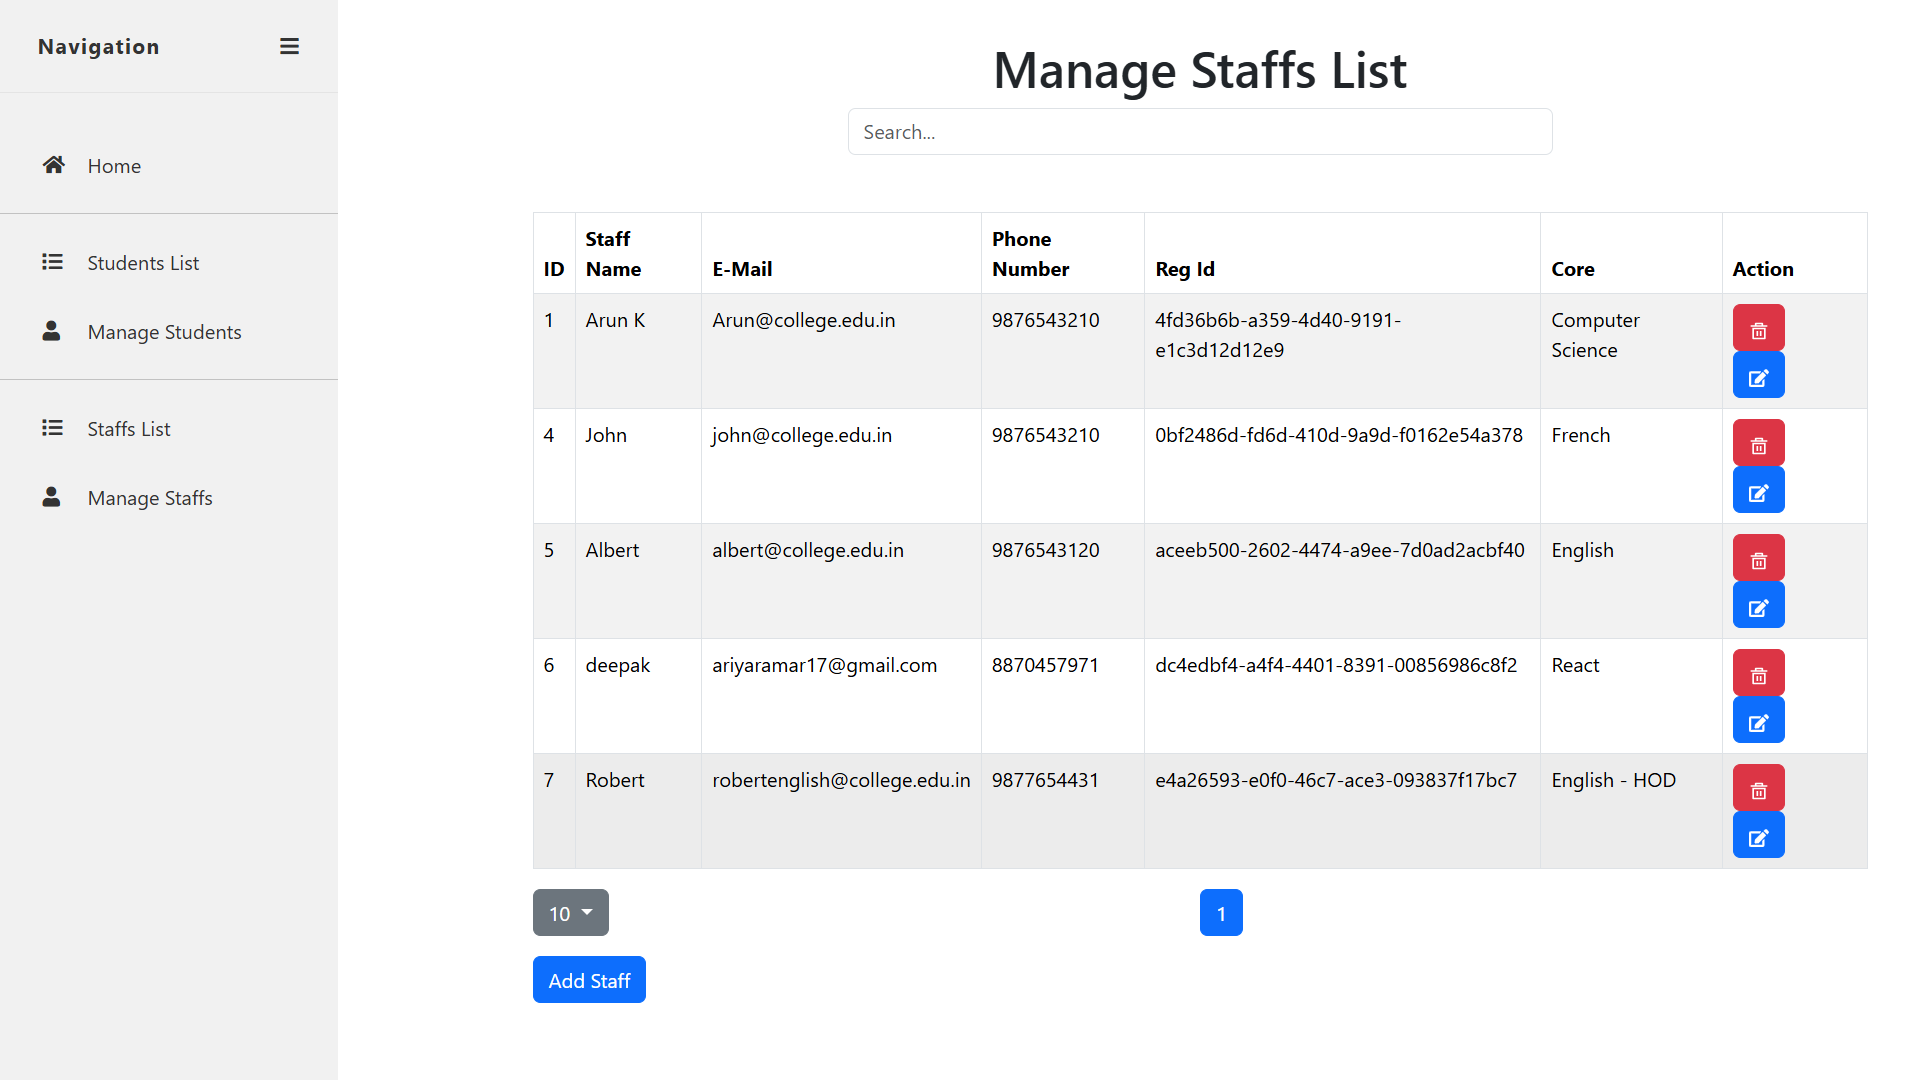 Navigation
Home
Students List
Manage Students
Staffs List
Manage Staffs
Manage Staffs List
Search...
ID Staff Name E-Mail Phone Number Reg Id Core Action
1 Arun K Arun@college.edu.in 9876543210 4fd36b6b-a359-4d40-9191-e1c3d12d12e9 Computer Science
4 John john@college.edu.in 9876543210 0bf2486d-fd6d-410d-9a9d-f0162e54a378 French
5 Albert albert@college.edu.in 9876543120 aceeb500-2602-4474-a9ee-7d0ad2acbf40 English
6 deepak ariyaramar17@gmail.com 8870457971 dc4edbf4-a4f4-4401-8391-00856986c8f2 React
7 Robert robertenglish@college.edu.in 9877654431 e4a26593-e0f0-46c7-ace3-093837f17bc7 English - HOD
10 1
Add Staff